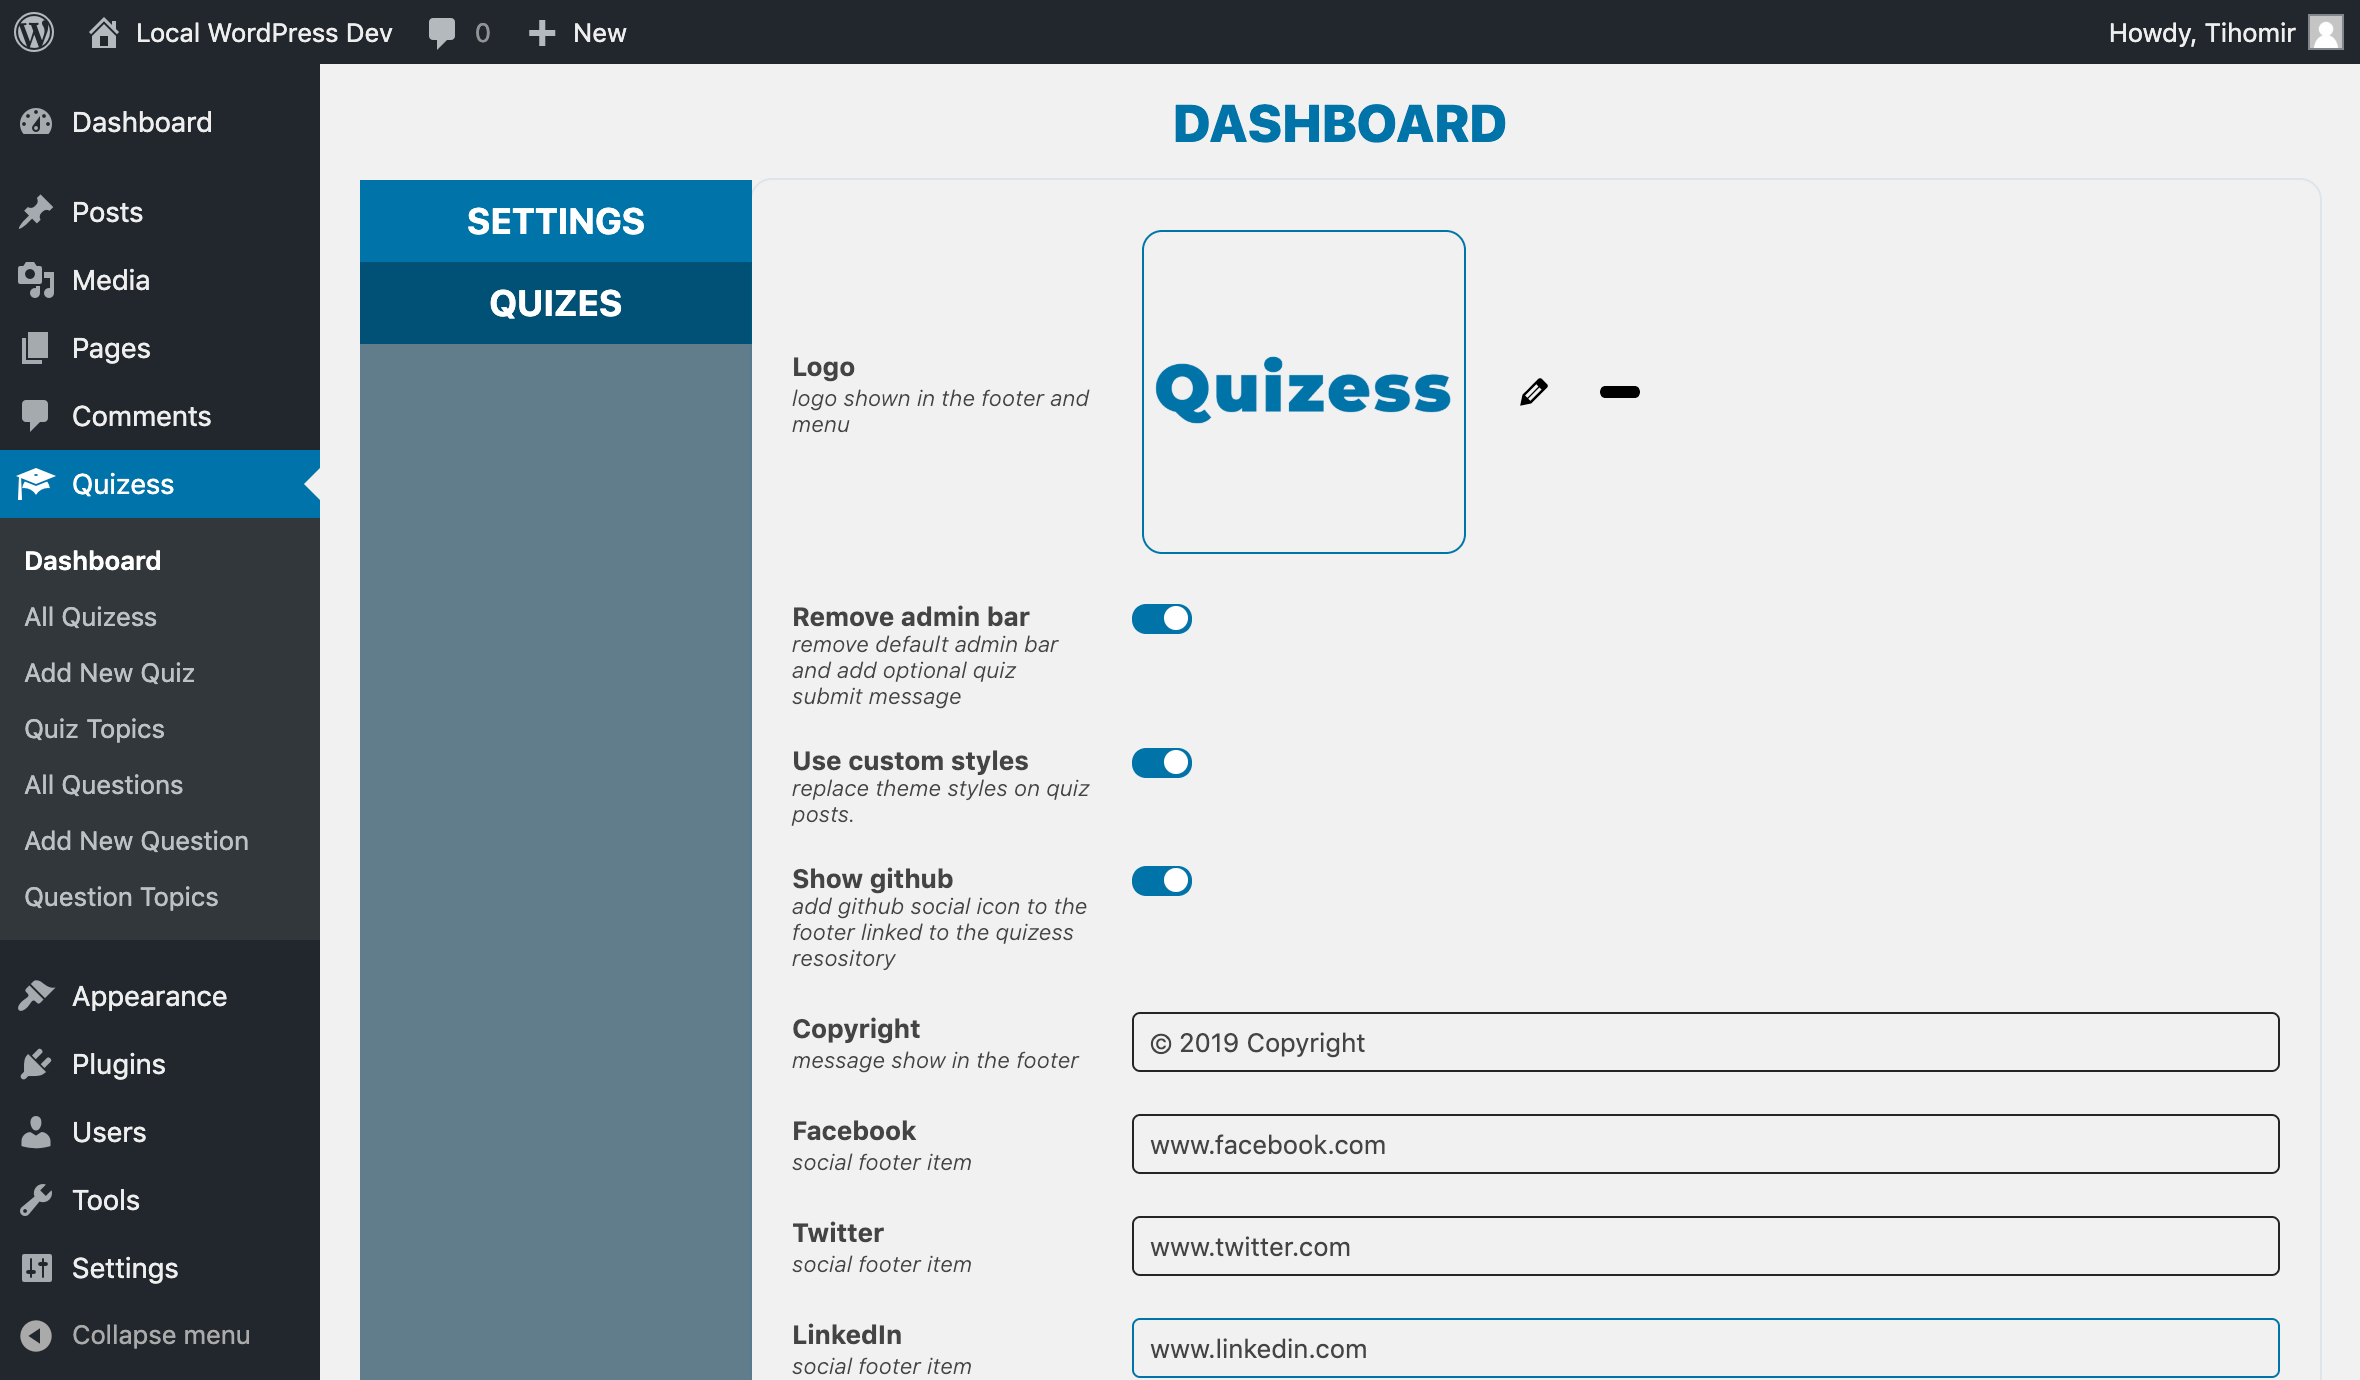 Local WordPress Dev
0
New
Howdy, Tihomir
Dashboard
Posts
Media
Pages
Comments
Quizess
Dashboard
All Quizess
Add New Quiz
Quiz Topics
All Questions
Add New Question
Question Topics
Appearance
Plugins
Users
Tools
Settings
Collapse menu
DASHBOARD
SETTINGS
QUIZES
Logo
logo shown in the footer and
menu
Quizess
Remove admin bar
remove default admin bar
and add optional quiz
submit message
Use custom styles
replace theme styles on quiz
posts.
Show github
add github social icon to the
footer linked to the quizess
resository
Copyright
message show in the footer
© 2019 Copyright
Facebook
social footer item
www.facebook.com
Twitter
social footer item
www.twitter.com
LinkedIn
social footer item
www.linkedin.com